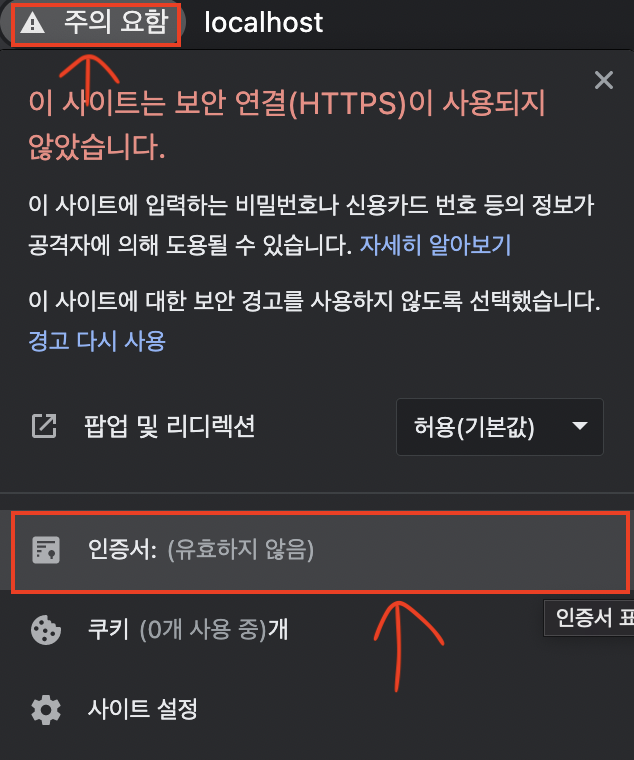 주의 요함 localhost
이 사이트는 보안 연결(HTTPS)이 사용되지
않았습니다.
이 사이트에 입력하는 비밀번호나 신용카드 번호 등의 정보가
공격자에 의해 도용될 수 있습니다. 자세히 알아보기
이 사이트에 대한 보안 경고를 사용하지 않도록 선택했습니다.
경고 다시 사용
팝업 및 리디렉션 허용(기본값)
인증서: (유효하지 않음)
쿠키 (0개 사용 중)개
인증서 표
사이트 설정